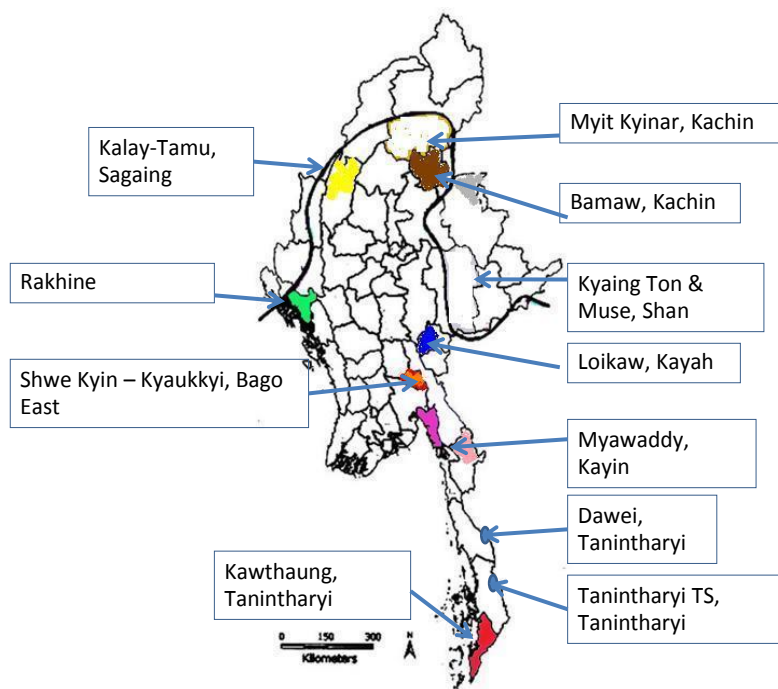 Myit Kyinar, Kachin
Kalay-Tamu,
Sagaing
Bamaw, Kachin
Rakhine
Kyaing Ton &
Muse, Shan
Loikaw, Kayah
Shwe Kyin – Kyaukkyi, Bago
East
Myawaddy,
Kayin
Dawei,
Tanintharyi
Kawthaung,
Tanintharyi
Tanintharyi TS,
Tanintharyi
0 150 300
Kilometers
N